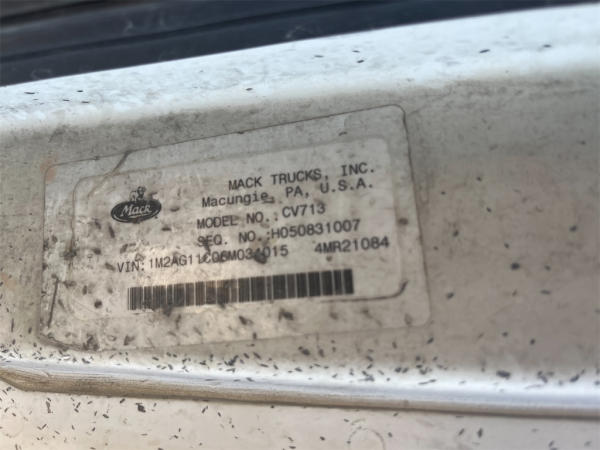 MACK TRUCKS, INC.
Macungie, PA, U.S.A.
Mack
MODEL NO.: CV713
SEQ. NO.: H050831007
VIN: 4MR21084